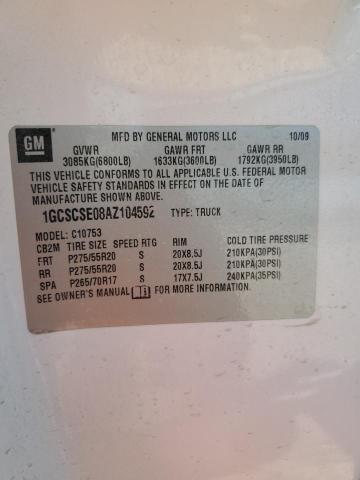 GM
MFD BY GENERAL MOTORS LLC 10/09
GVWR GAWR FRT GAWR RR
3085KG(6800LB) 1633KG(3600LB) 1792KG(3950LB)
THIS VEHICLE CONFORMS TO ALL APPLICABLE U.S. FEDERAL MOTOR
VEHICLE SAFETY STANDARDS IN EFFECT ON THE DATE OF
MANUFACTURE SHOWN ABOVE.
1GCSCSE08AZ104592 TYPE: TRUCK
MODEL: C10753
CB2M TIRE SIZE SPEED RTG RIM COLD TIRE PRESSURE
FRT P275/55R20 S 20X8.5J 210KPA(30PSI)
RR P275/55R20 S 20X8.5J 210KPA(30PSI)
SPA P265/70R17 S 17X7.5J 240KPA(35PSI)
SEE OWNER'S MANUAL FOR MORE INFORMATION.